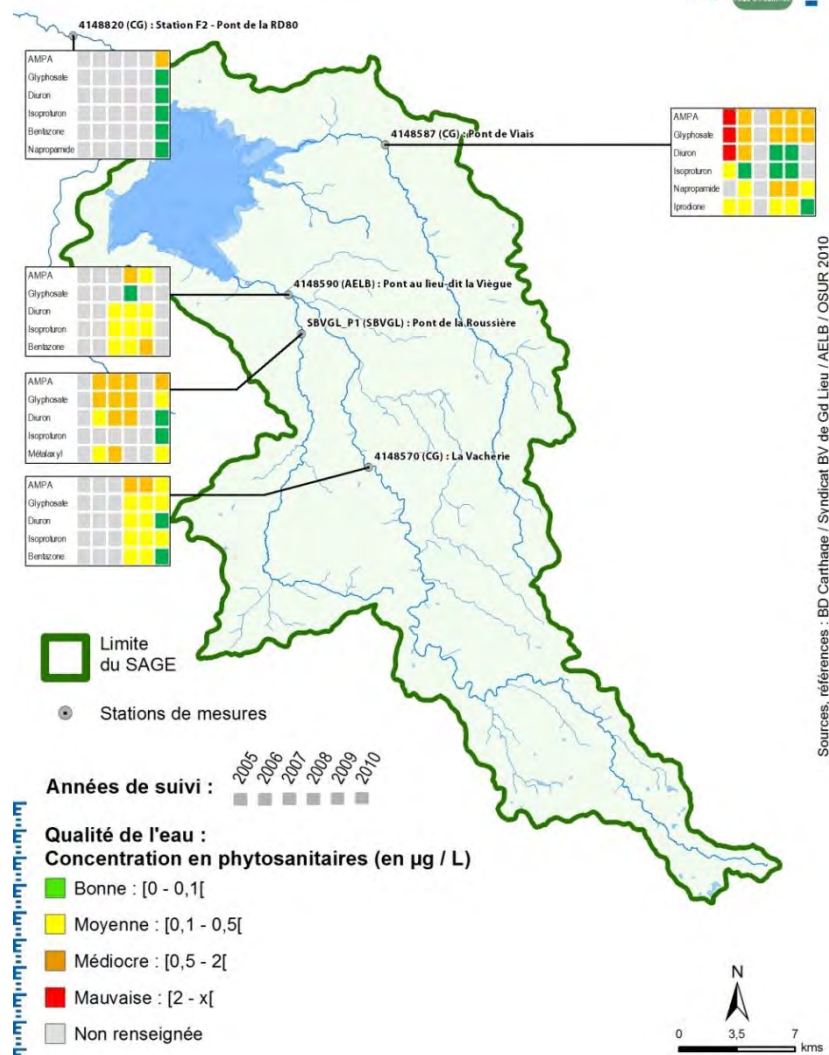 4148820 (CG) : Station F2 - Pont de la RD80
AMPA
Glyphosate
Diuron
Isoproturon
Bentazone
Napropamide
4148587 (CG) : Pont de Viais
AMPA
Glyphosate
Diuron
Isoproturon
Napropamide
Iprodione
4148590 (AELB) : Pont au lieu-dit la Viègue
AMPA
Glyphosate
Diuron
Isoproturon
Bentazone
SBVGL_P1 (SBVGL) : Pont de la Roussière
AMPA
Glyphosate
Diuron
Isoproturon
Métalaxyl
4148570 (CG) : La Vacherie
AMPA
Glyphosate
Diuron
Isoproturon
Bentazone
Sources, références : BD Carthage / Syndicat BV de Gd Lieu / AELB / OSUR 2010
Limite
du SAGE
Stations de mesures
Années de suivi :
2005 2006 2007 2008 2009 2010
Qualité de l'eau :
Concentration en phytosanitaires (en µg / L)
Bonne : [0 - 0,1[
Moyenne : [0,1 - 0,5[
Médiocre : [0,5 - 2[
Mauvaise : [2 - x[
Non renseignée
N
0 3,5 7
kms